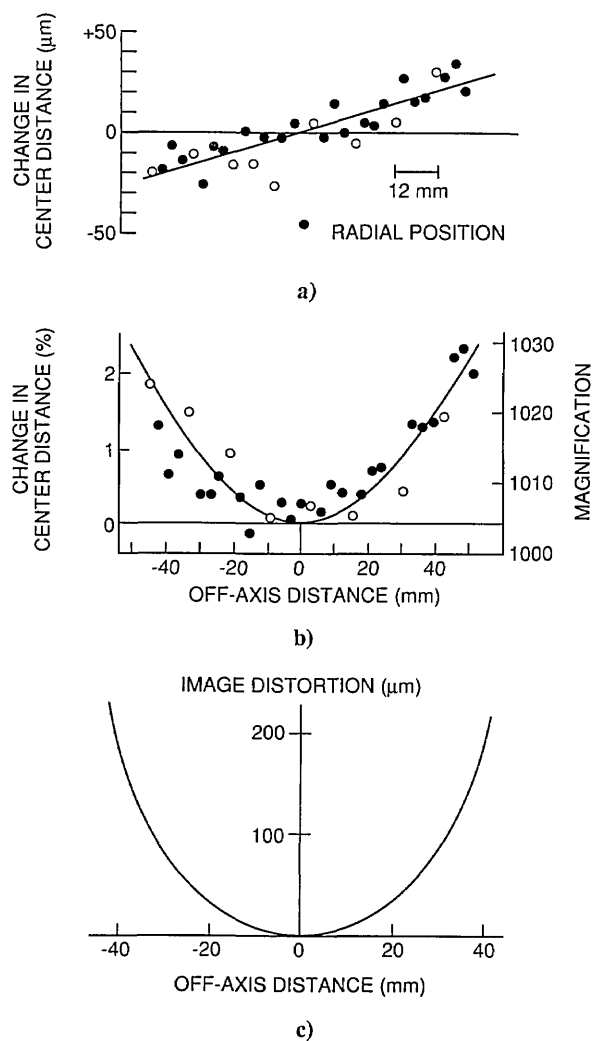 +50
CHANGE IN
CENTER DISTANCE (μm)
0
12 mm
-50
RADIAL POSITION
a)
CHANGE IN
CENTER DISTANCE (%)
2
1
0
1030
1020
1010
1000
MAGNIFICATION
-40 -20 0 20 40
OFF-AXIS DISTANCE (mm)
b)
IMAGE DISTORTION (μm)
200
100
-40 -20 0 20 40
OFF-AXIS DISTANCE (mm)
c)